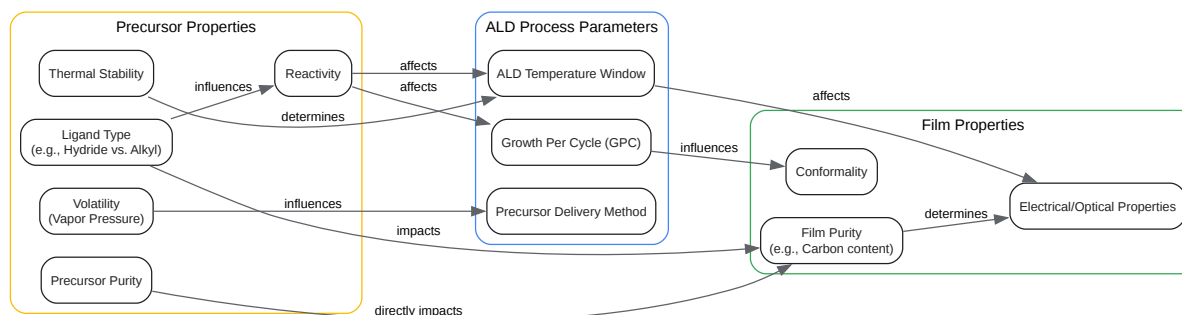 Precursor Properties
Thermal Stability
Reactivity
influences
determines
Ligand Type
(e.g., Hydride vs. Alkyl)
Volatility
(Vapor Pressure)
influences
impacts
Precursor Purity
directly impacts
ALD Process Parameters
affects
ALD Temperature Window
affects
Growth Per Cycle (GPC)
Precursor Delivery Method
affects
influences
Film Properties
Conformality
Film Purity
(e.g., Carbon content)
determines
Electrical/Optical Properties